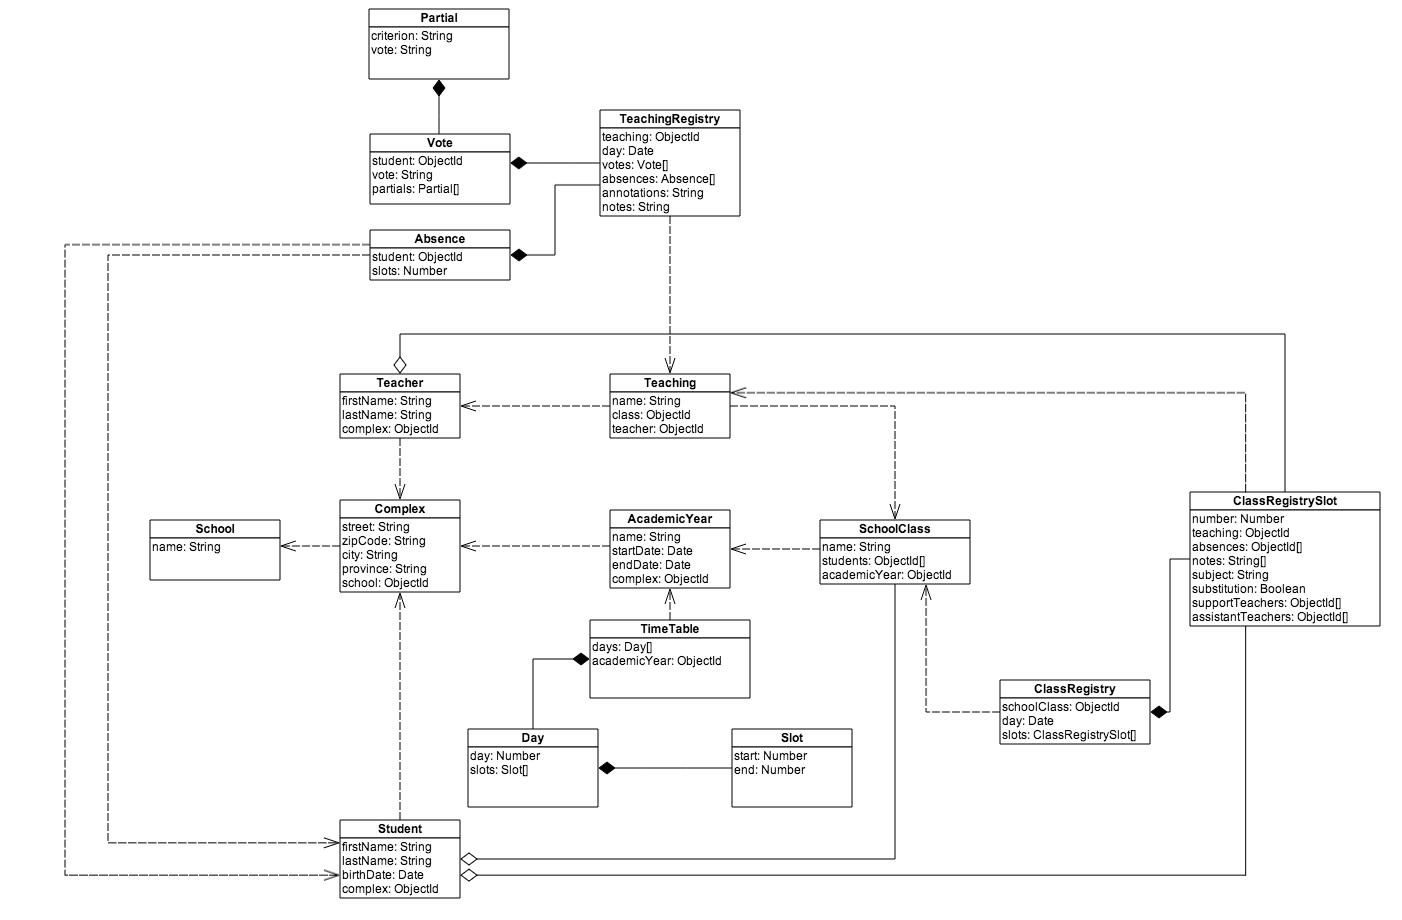 Partial
criterion: String
vote: String
TeachingRegistry
teaching: ObjectId
day: Date
votes: Vote[]
absences: Absence[]
annotations: String
notes: String
Vote
student: ObjectId
vote: String
partials: Partial[]
Absence
student: ObjectId
slots: Number
Teacher
firstName: String
lastName: String
complex: ObjectId
Teaching
name: String
class: ObjectId
teacher: ObjectId
ClassRegistrySlot
number: Number
teaching: ObjectId
absences: ObjectId[]
notes: String[]
subject: String
substitution: Boolean
supportTeachers: ObjectId[]
assistantTeachers: ObjectId[]
School
name: String
Complex
street: String
zipCode: String
city: String
province: String
school: ObjectId
AcademicYear
name: String
startDate: Date
endDate: Date
complex: ObjectId
SchoolClass
name: String
students: ObjectId[]
academicYear: ObjectId
TimeTable
days: Day[]
academicYear: ObjectId
ClassRegistry
schoolClass: ObjectId
day: Date
slots: ClassRegistrySlot[]
Day
day: Number
slots: Slot[]
Slot
start: Number
end: Number
Student
firstName: String
lastName: String
birthDate: Date
complex: ObjectId